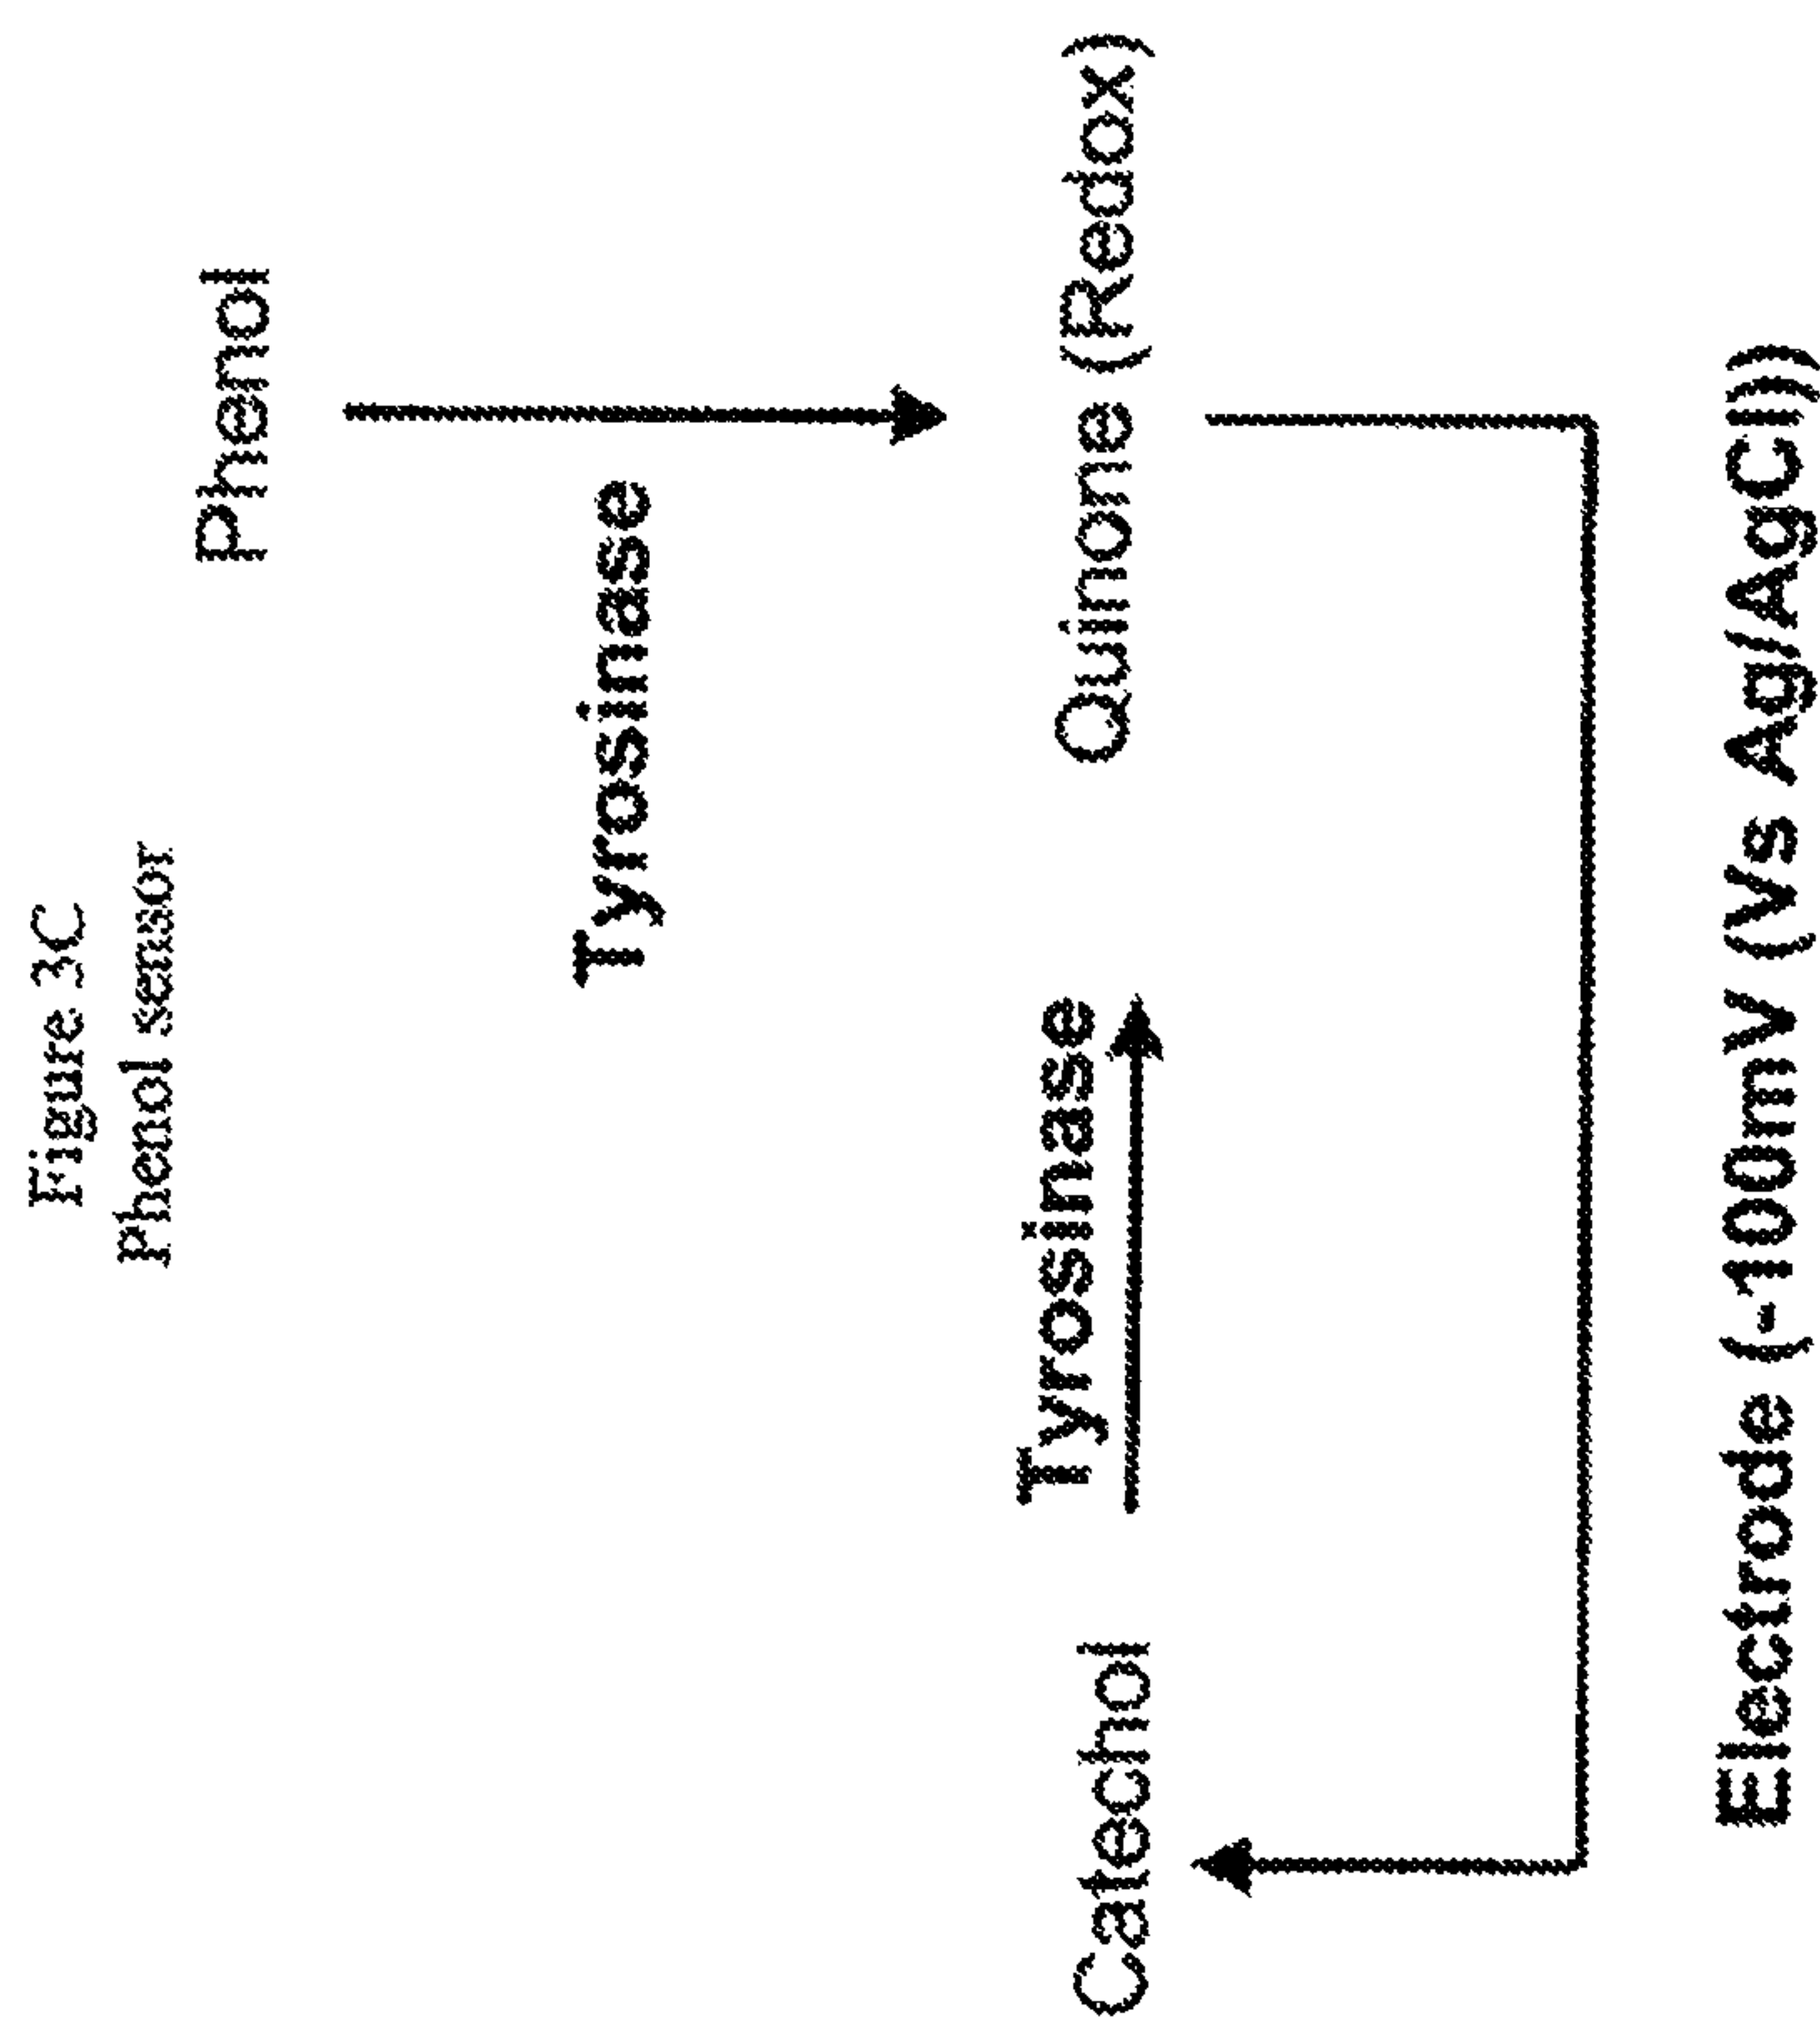 Figure 3C
Phenol sensor
Phenol
Tyrosinase
Catechol
Tyrosinase
Quinone (Redox)
Electrode (-100mV (Vs Ag/AgCl))